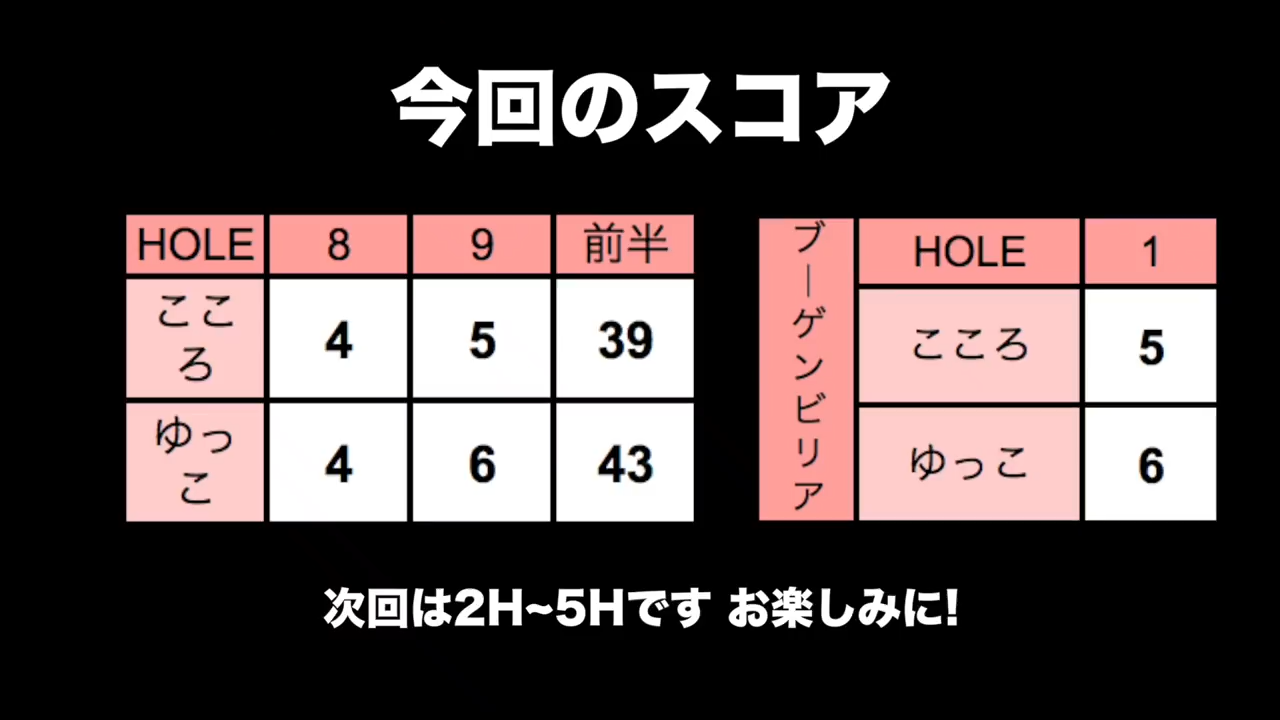 今回のスコア
HOLE 8 9 前半
ここ
ろ
4 5 39
ゆっ
こ
4 6 43
ブーゲンビリア
HOLE 1
こころ 5
ゆっこ 6
次回は2H~5Hです お楽しみに!